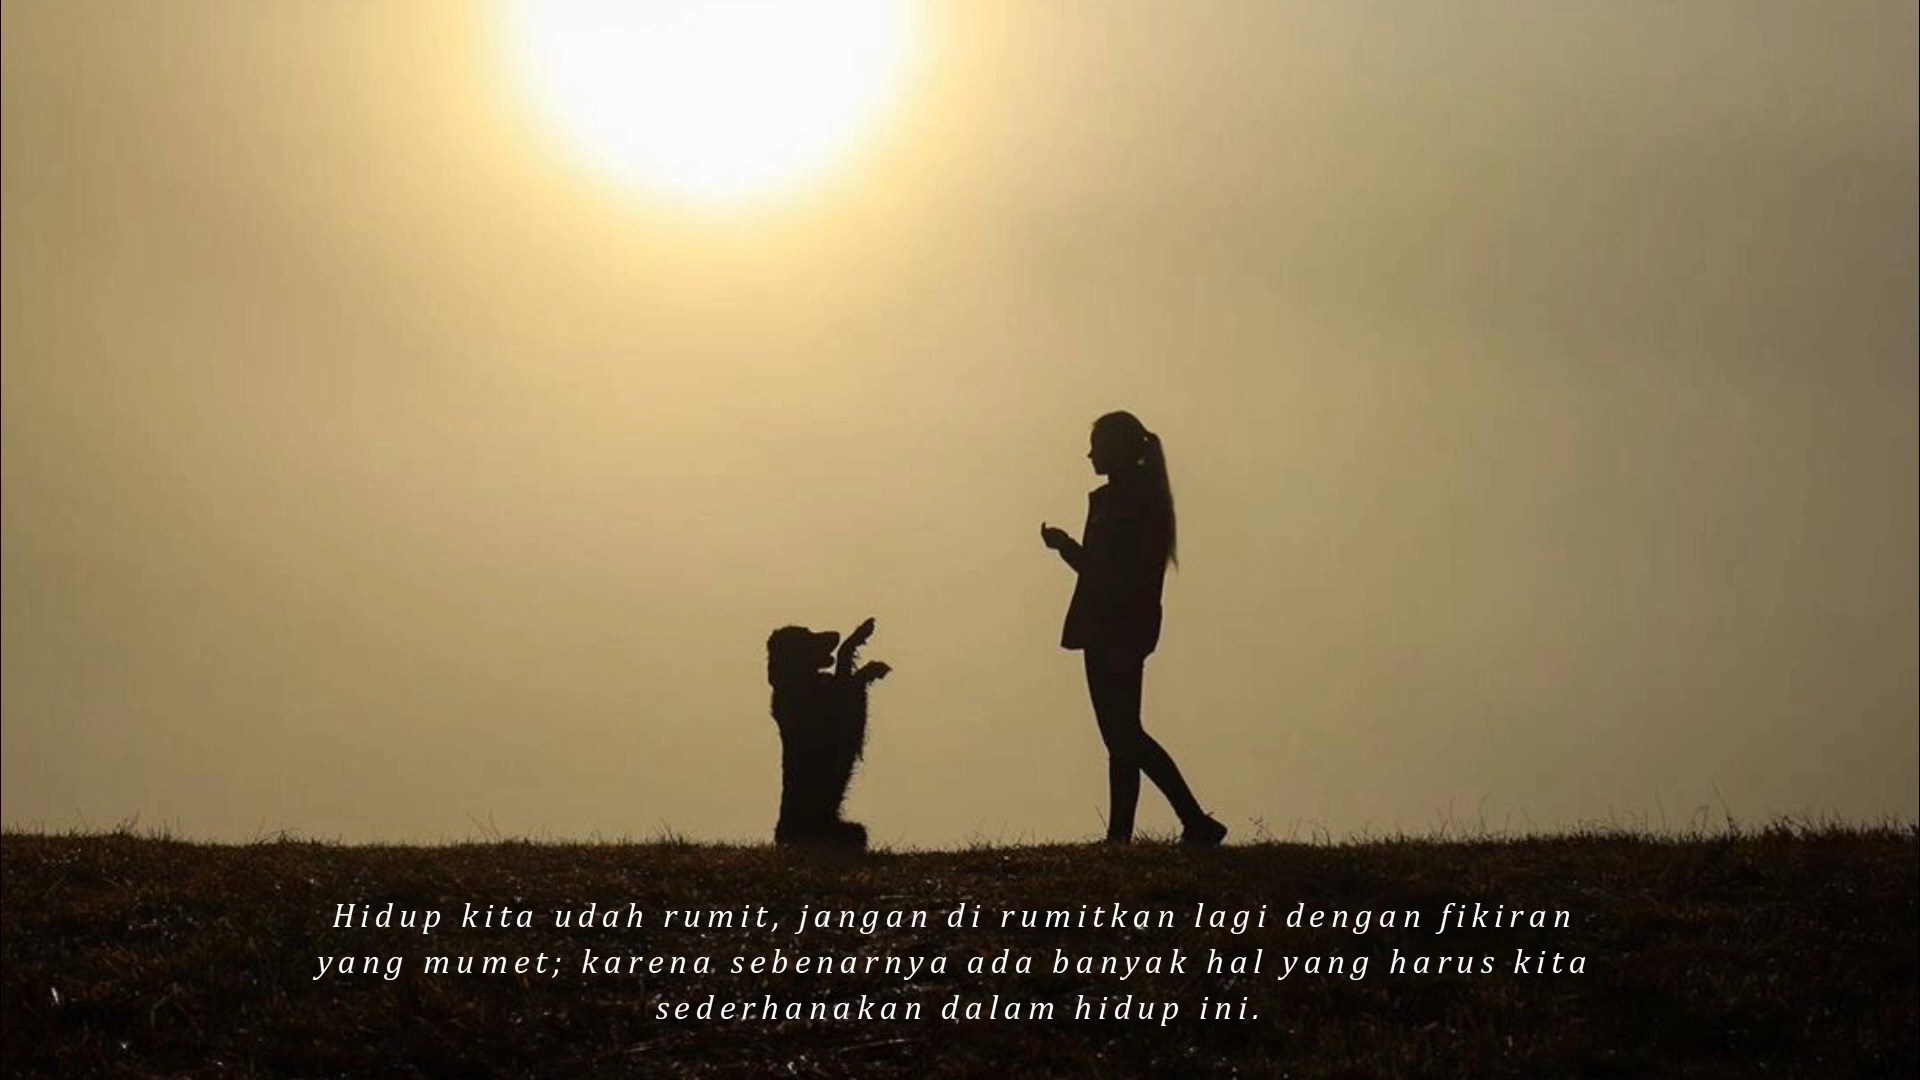 Hidup kita udah rumit, jangan di rumitkan lagi dengan fikiran
yang mumet; karena sebenarnya ada banyak hal yang harus kita
sederhanakan dalam hidup ini.